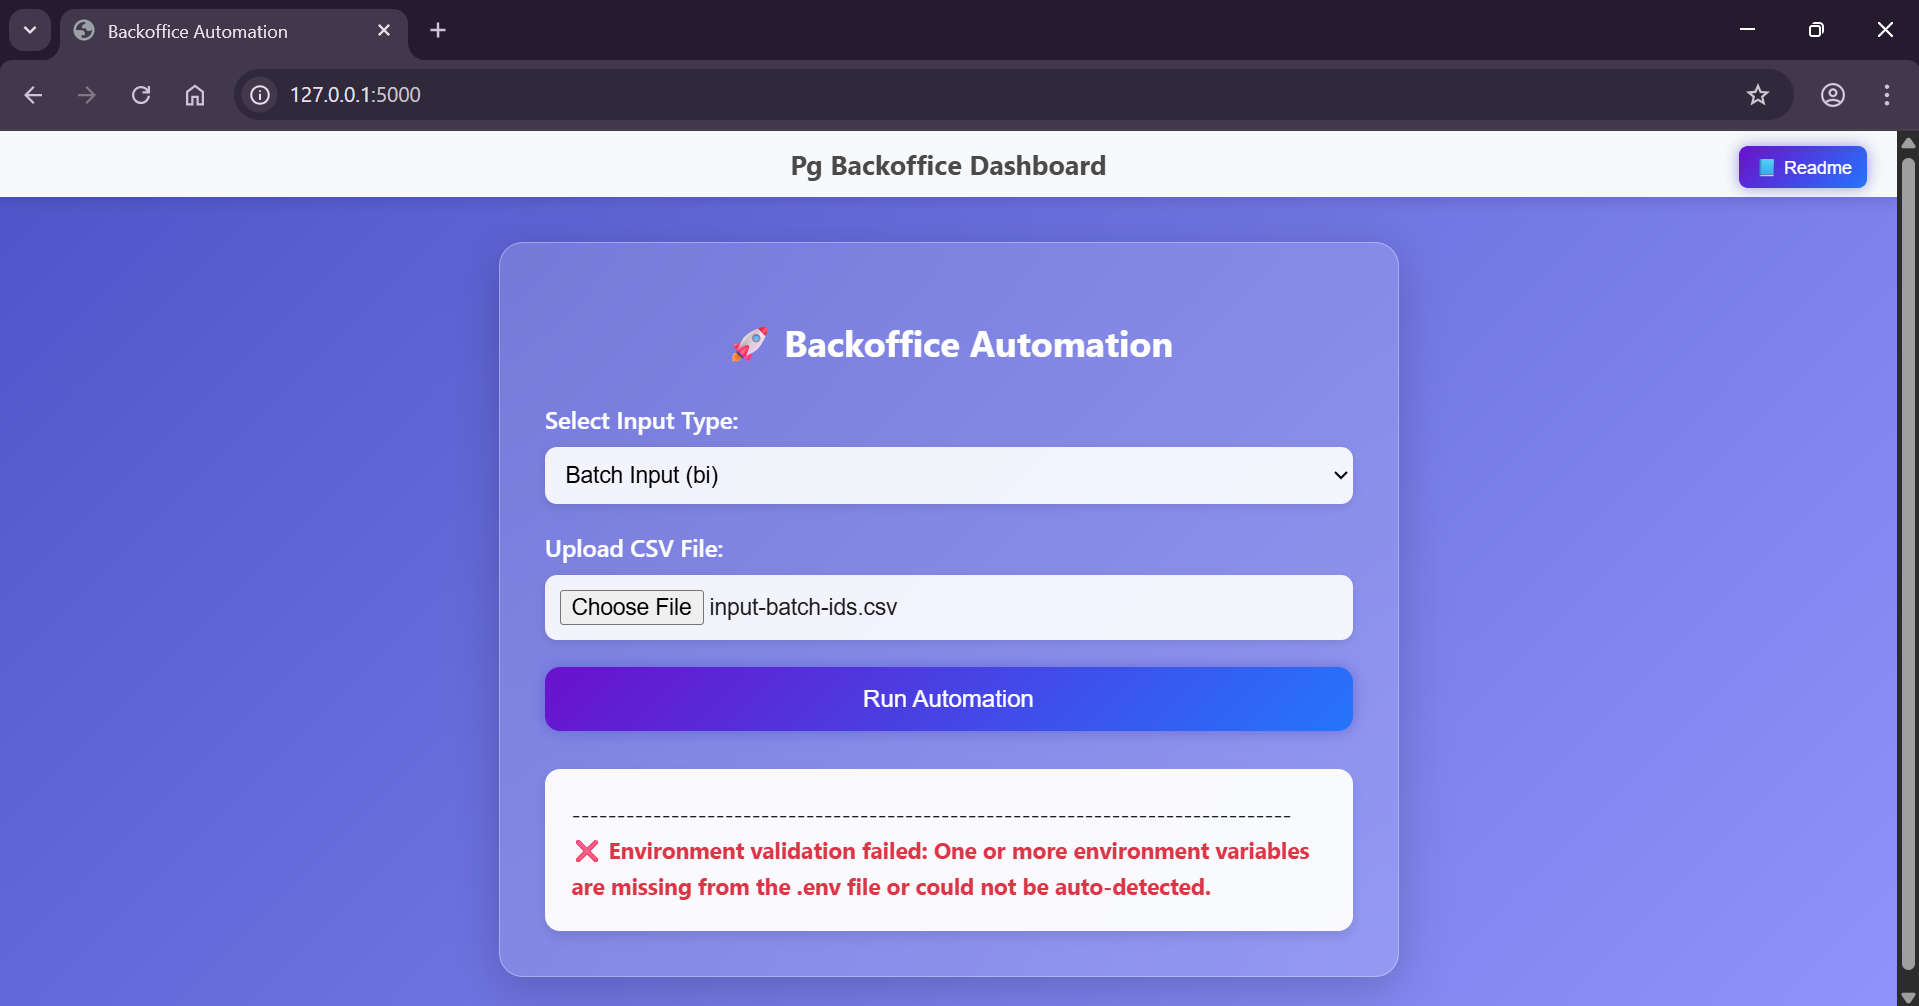 Backoffice Automation
127.0.0.1:5000
Pg Backoffice Dashboard
Readme
Backoffice Automation
Select Input Type:
Batch Input (bi)
Upload CSV File:
Choose File input-batch-ids.csv
Run Automation
--------------------------------------------------------------------------------
❌ Environment validation failed: One or more environment variables
are missing from the .env file or could not be auto-detected.